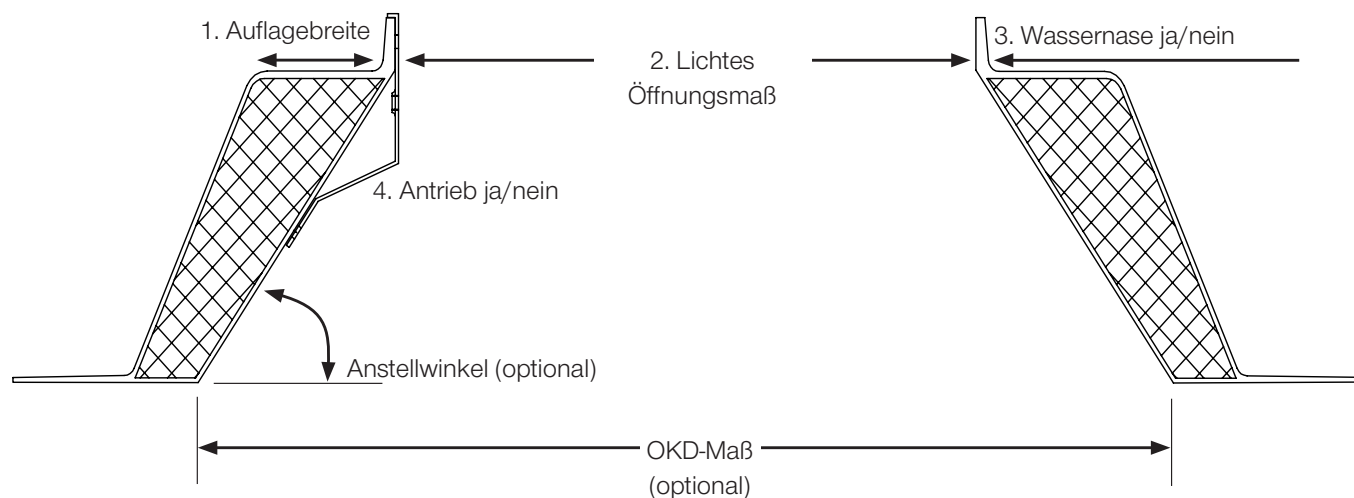 1. Auflagebreite
3. Wassernase ja/nein
2. Lichtes
Öffnungsmaß
4. Antrieb ja/nein
Anstellwinkel (optional)
OKD-Maß
(optional)